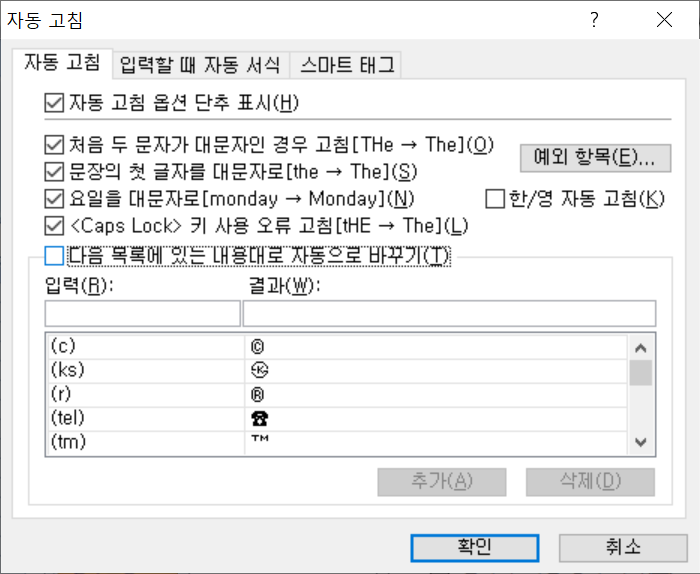 자동 고침
자동 고침 입력할 때 자동 서식 스마트 태그
자동 고침 옵션 단추 표시(H)
처음 두 문자가 대문자인 경우 고침[THe → The](O)
예외 항목(E)...
문장의 첫 글자를 대문자로[the → The](S)
요일을 대문자로[monday → Monday](N) 한/영 자동 고침(K)
<Caps Lock> 키 사용 오류 고침[tHE → The](L)
다음 목록에 있는 내용대로 자동으로 바꾸기(T)
입력(R): 결과(W):
(c) ©
(ks) ㉿
(r) ®
(tel) ☎
(tm) ™
추가(A) 삭제(D)
확인 취소